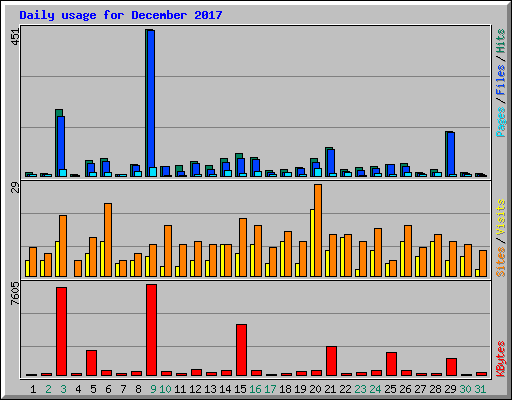 Daily usage for December 2017
451
Pages / Files / Hits
29
Sites / Visits
7605
KBytes
1 2 3 4 5 6 7 8 9 10 11 12 13 14 15 16 17 18 19 20 21 22 23 24 25 26 27 28 29 30 31